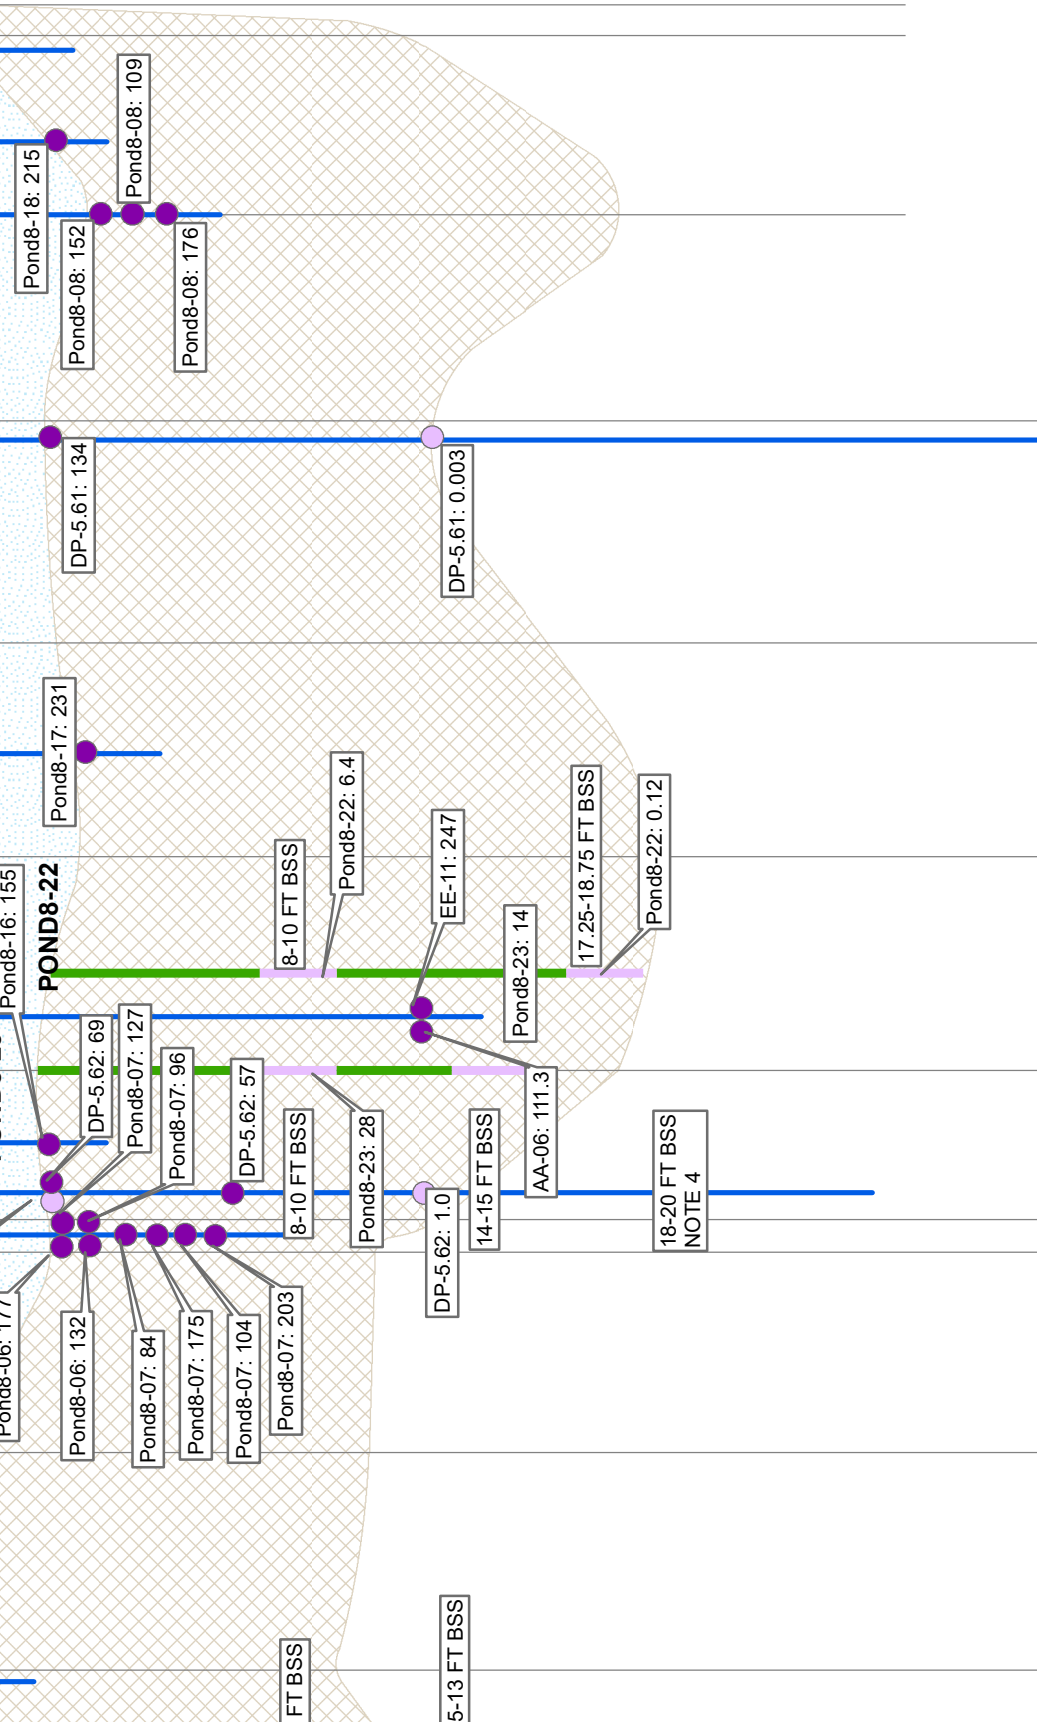 Pond8-18: 215
Pond8-08: 109
Pond8-08: 152
Pond8-08: 176
DP-5.61: 134
DP-5.61: 0.003
Pond8-17: 231
Pond8-22: 6.4
8-10 FT BSS
EE-11: 247
17.25-18.75 FT BSS
Pond8-22: 0.12
Pond8-16: 155
POND8-22
Pond8-23: 14
DP-5.62: 69
Pond8-07: 127
Pond8-07: 96
DP-5.62: 57
8-10 FT BSS
Pond8-23: 28
14-15 FT BSS
AA-06: 111.3
18-20 FT BSS
NOTE 4
DP-5.62: 1.0
Pond8-06: 177
Pond8-06: 132
Pond8-07: 84
Pond8-07: 175
Pond8-07: 104
Pond8-07: 203
FT BSS
5-13 FT BSS